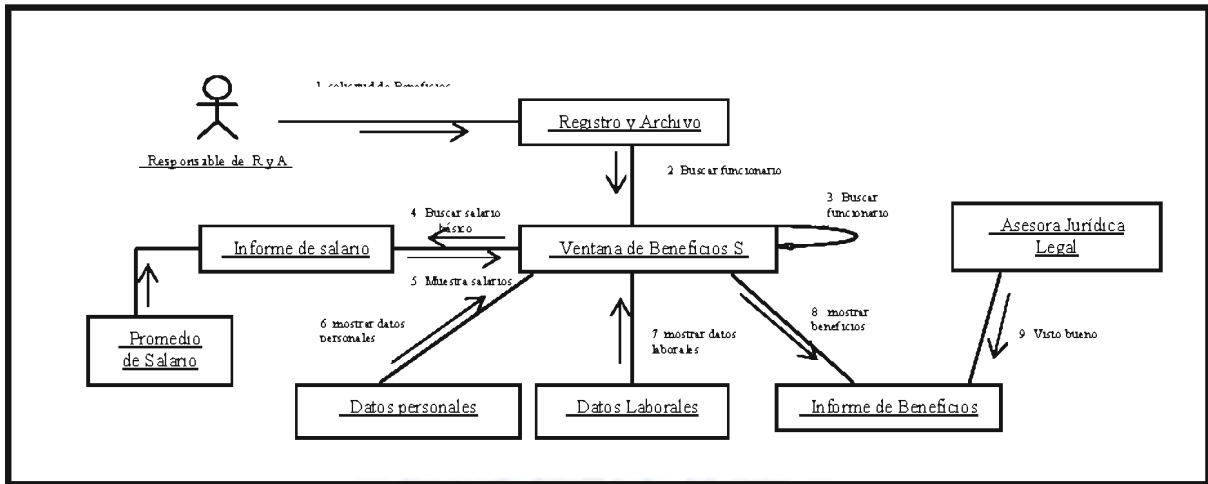 1 solicitud de Beneficios
Registro y Archivo
Responsable de R y A
2 Buscar funcionario
3 Buscar
funcionario
4 Buscar salario
básico
Asesora Jurídica
Legal
Informe de salario
Ventana de Beneficios S
5 Muestra salarios
6 mostrar datos
personales
7 mostrar datos
laborales
8 mostrar
beneficios
9 Visto bueno
Promedio
de Salario
Datos personales
Datos Laborales
Informe de Beneficios